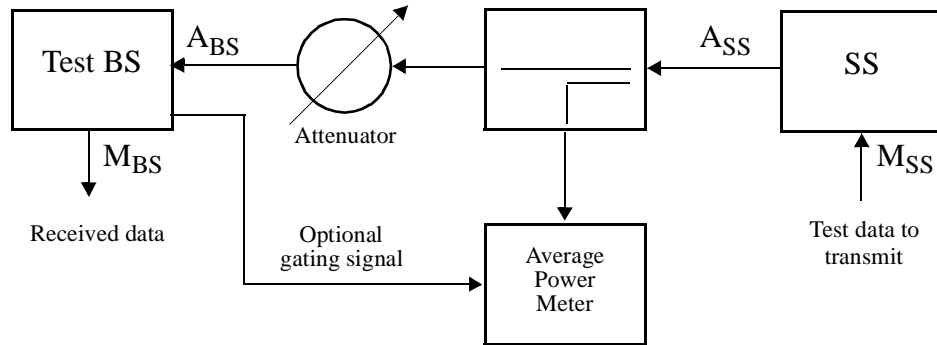 Test BS
A_BS
Attenuator
A_SS
SS
M_BS
M_SS
Received data
Optional
gating signal
Average
Power
Meter
Test data to
transmit